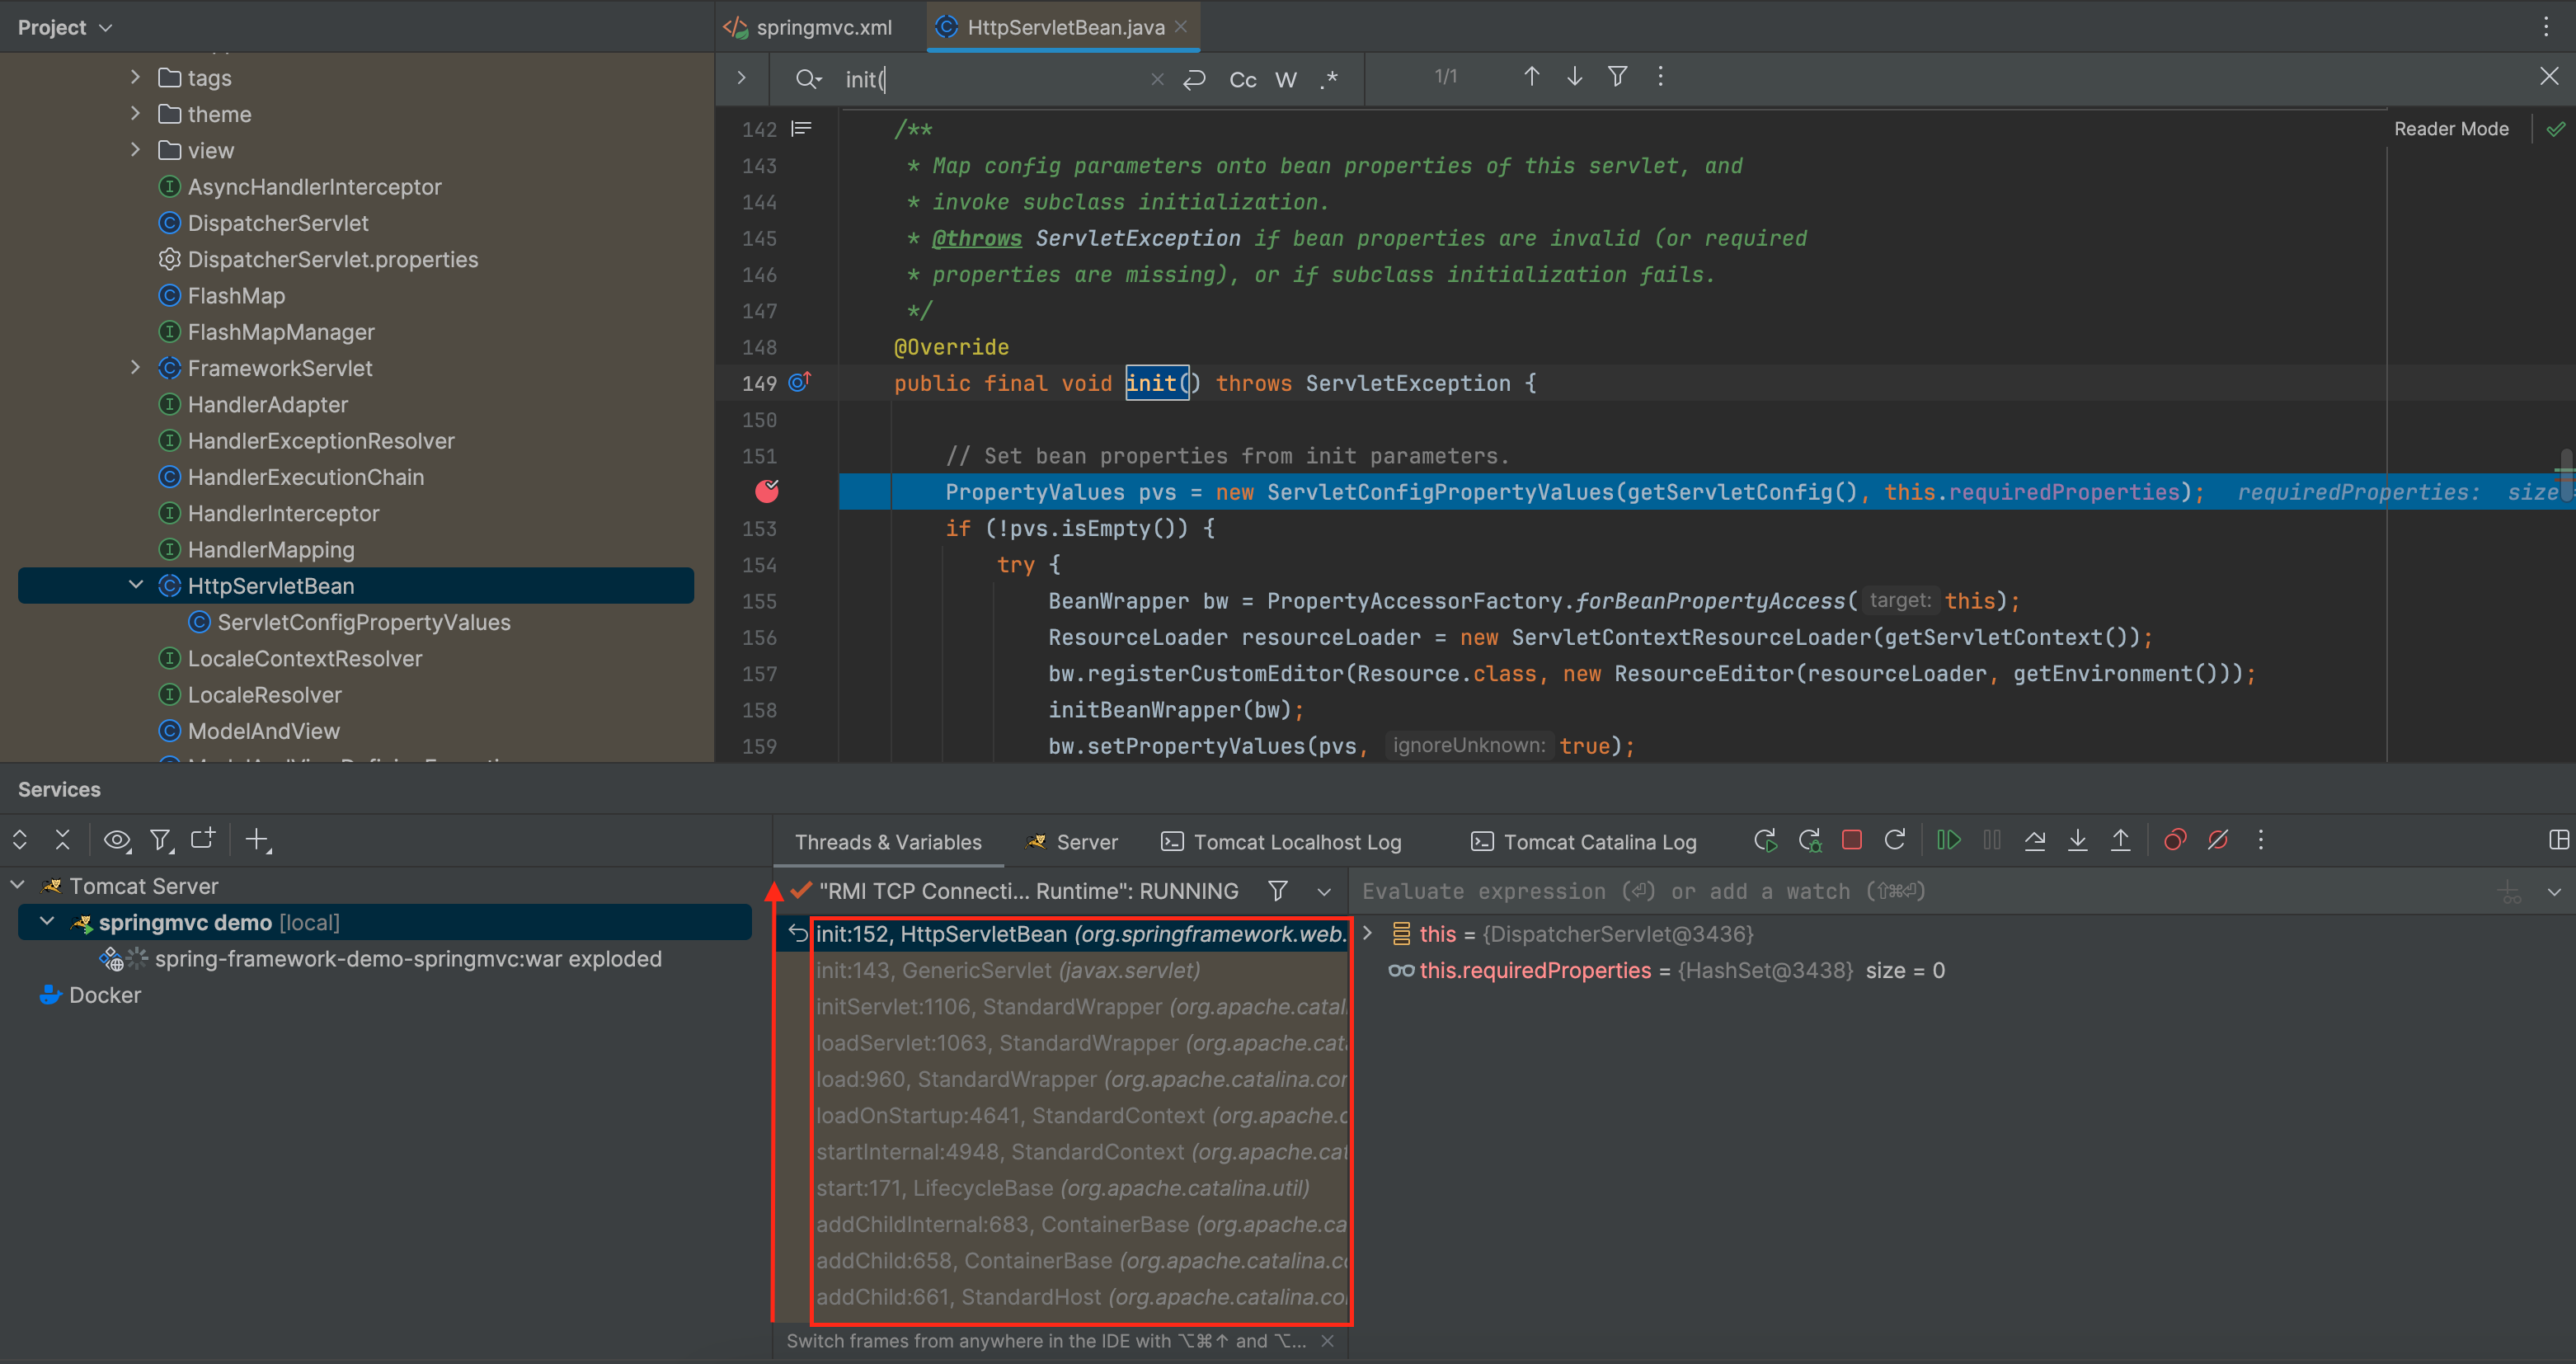 Project
springmvc.xml
HttpServletBean.java
tags
theme
view
AsyncHandlerInterceptor
DispatcherServlet
DispatcherServlet.properties
FlashMap
FlashMapManager
FrameworkServlet
HandlerAdapter
HandlerExceptionResolver
HandlerExecutionChain
HandlerInterceptor
HandlerMapping
HttpServletBean
ServletConfigPropertyValues
LocaleContextResolver
LocaleResolver
ModelAndView
init(
Cc W .*
1/1
Reader Mode
142 /**
143 * Map config parameters onto bean properties of this servlet, and
144 * invoke subclass initialization.
145 * @throws ServletException if bean properties are invalid (or required
146 * properties are missing), or if subclass initialization fails.
147 */
148 @Override
149 public final void init() throws ServletException {
150
151 // Set bean properties from init parameters.
PropertyValues pvs = new ServletConfigPropertyValues(getServletConfig(), this.requiredProperties); requiredProperties: size
153 if (!pvs.isEmpty()) {
154 try {
155 BeanWrapper bw = PropertyAccessorFactory.forBeanPropertyAccess( target: this);
156 ResourceLoader resourceLoader = new ServletContextResourceLoader(getServletContext());
157 bw.registerCustomEditor(Resource.class, new ResourceEditor(resourceLoader, getEnvironment()));
158 initBeanWrapper(bw);
159 bw.setPropertyValues(pvs, ignoreUnknown: true);
Services
Tomcat Server
springmvc demo [local]
spring-framework-demo-springmvc:war exploded
Docker
Threads & Variables
Server
Tomcat Localhost Log
Tomcat Catalina Log
"RMI TCP Connecti... Runtime": RUNNING
init:152, HttpServletBean (org.springframework.web.
init:143, GenericServlet (javax.servlet)
initServlet:1106, StandardWrapper (org.apache.catal
loadServlet:1063, StandardWrapper (org.apache.cat
load:960, StandardWrapper (org.apache.catalina.cor
loadOnStartup:4641, StandardContext (org.apache.c
startInternal:4948, StandardContext (org.apache.cat
start:171, LifecycleBase (org.apache.catalina.util)
addChildInternal:683, ContainerBase (org.apache.ca
addChild:658, ContainerBase (org.apache.catalina.c
addChild:661, StandardHost (org.apache.catalina.co
Switch frames from anywhere in the IDE with ⌥⌘↑ and ⌥...
Evaluate expression (⏎) or add a watch (⇧⌘⏎)
this = {DispatcherServlet@3436}
this.requiredProperties = {HashSet@3438} size = 0